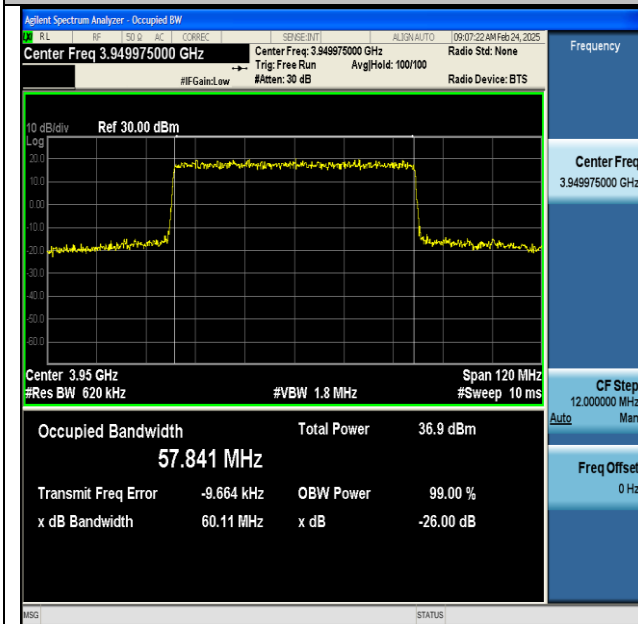 Agilent Spectrum Analyzer - Occupied BW
RL RF 50 Ω AC CORREC SENSE:INT ALIGN AUTO 09:07:22 AM Feb 24, 2025
Center Freq 3.949975000 GHz
Center Freq: 3.949975000 GHz
Radio Std: None
Trig: Free Run Avg|Hold: 100/100
#IFGain:Low #Atten: 30 dB Radio Device: BTS
10 dB/div Ref 30.00 dBm
Log
20.0
10.0
0.00
-10.0
-20.0
-30.0
-40.0
-50.0
-60.0
Center 3.95 GHz Span 120 MHz
#Res BW 620 kHz #VBW 1.8 MHz #Sweep 10 ms
Occupied Bandwidth Total Power 36.9 dBm
57.841 MHz
Transmit Freq Error -9.664 kHz OBW Power 99.00 %
x dB Bandwidth 60.11 MHz x dB -26.00 dB
MSG STATUS
Frequency
Center Freq
3.949975000 GHz
CF Step
12.000000 MHz
Auto Man
Freq Offset
0 Hz